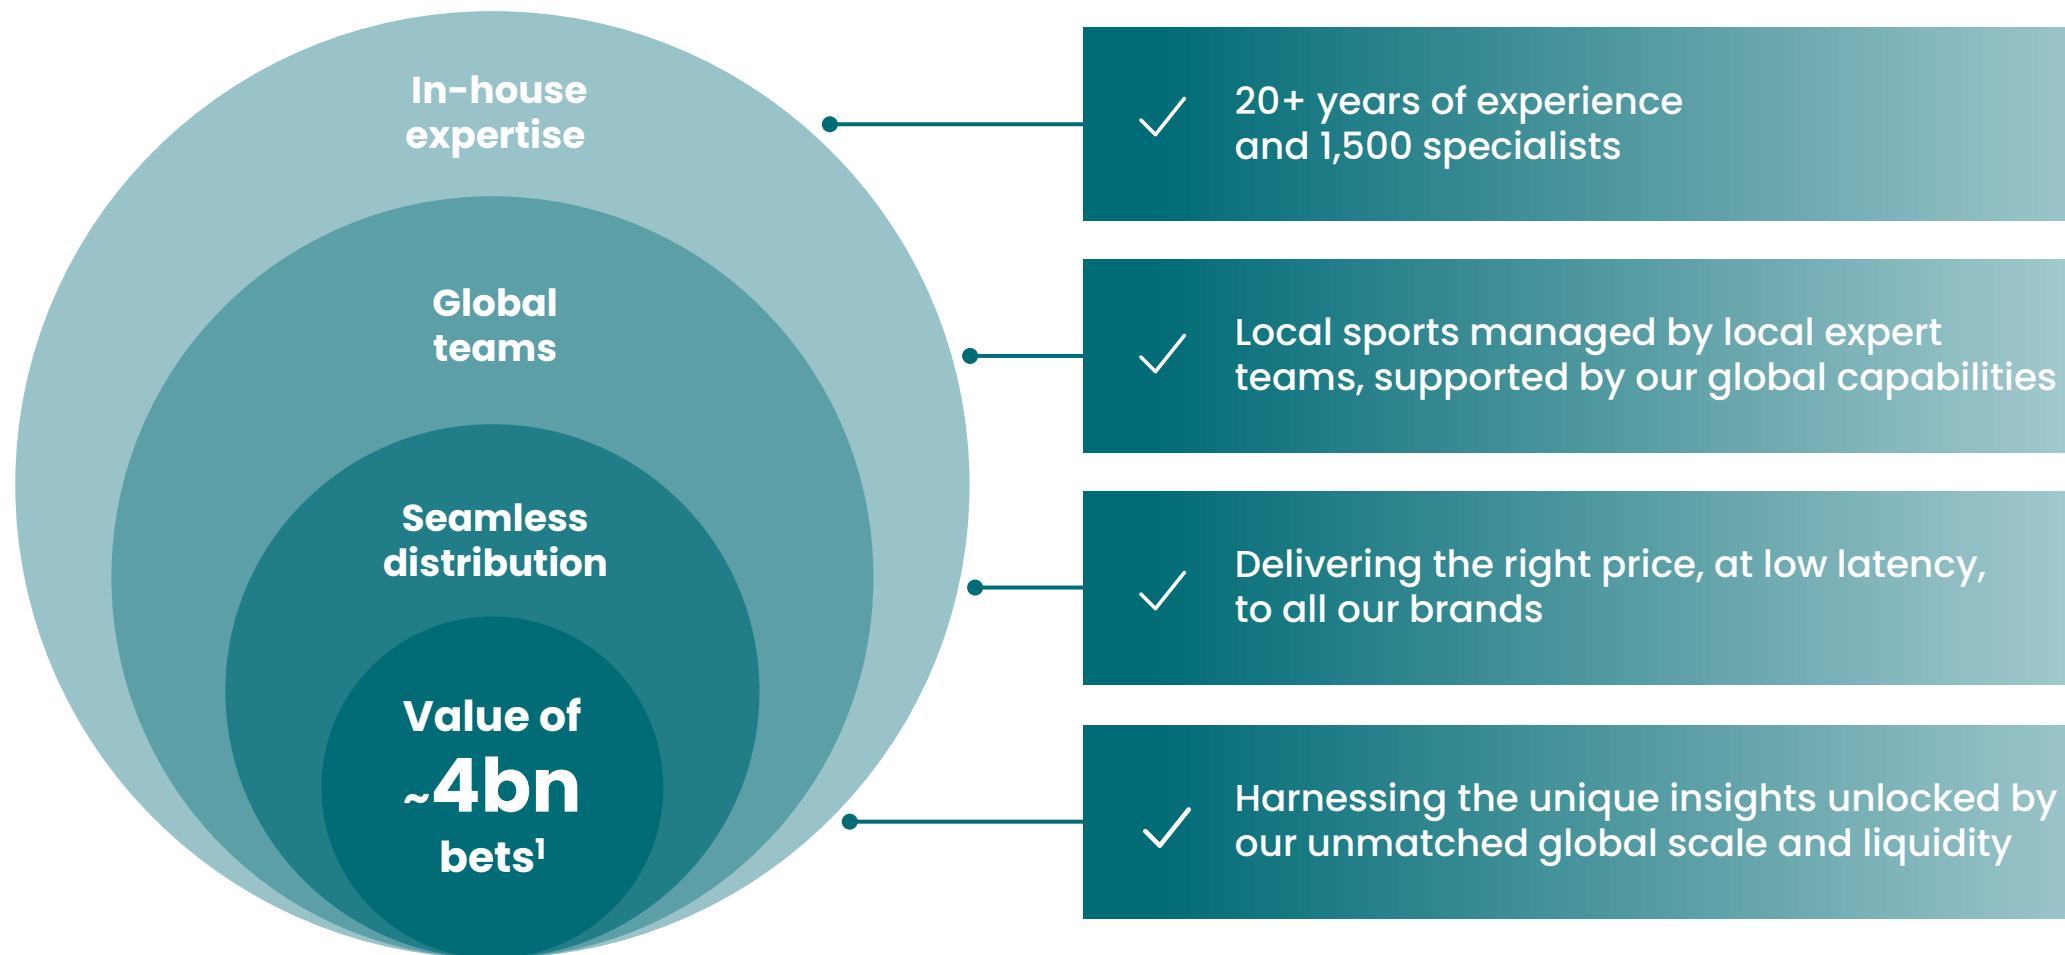 In-house
expertise
20+ years of experience
and 1,500 specialists
Global
teams
Local sports managed by local expert
teams, supported by our global capabilities
Seamless
distribution
Delivering the right price, at low latency,
to all our brands
Value of
~4bn
bets¹
Harnessing the unique insights unlocked by
our unmatched global scale and liquidity